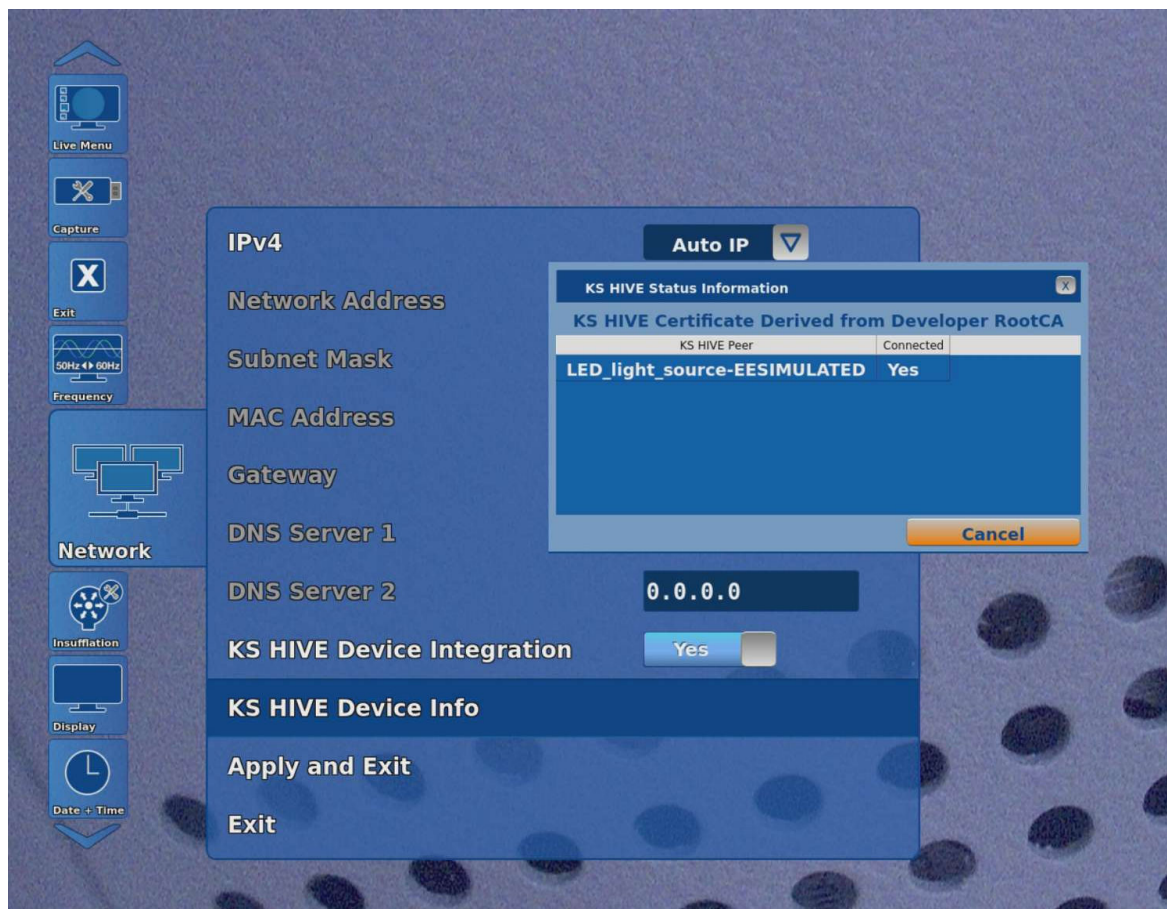 Live Menu
Capture
X
Exit
50Hz 60Hz
Frequency
Network
Insufflation
Display
Date + Time
IPv4
Auto IP
Network Address
Subnet Mask
MAC Address
Gateway
DNS Server 1
DNS Server 2
0.0.0.0
KS HIVE Device Integration
Yes
KS HIVE Device Info
Apply and Exit
Exit
KS HIVE Status Information
X
KS HIVE Certificate Derived from Developer RootCA
KS HIVE Peer Connected
LED_light_source-EESIMULATED Yes
Cancel